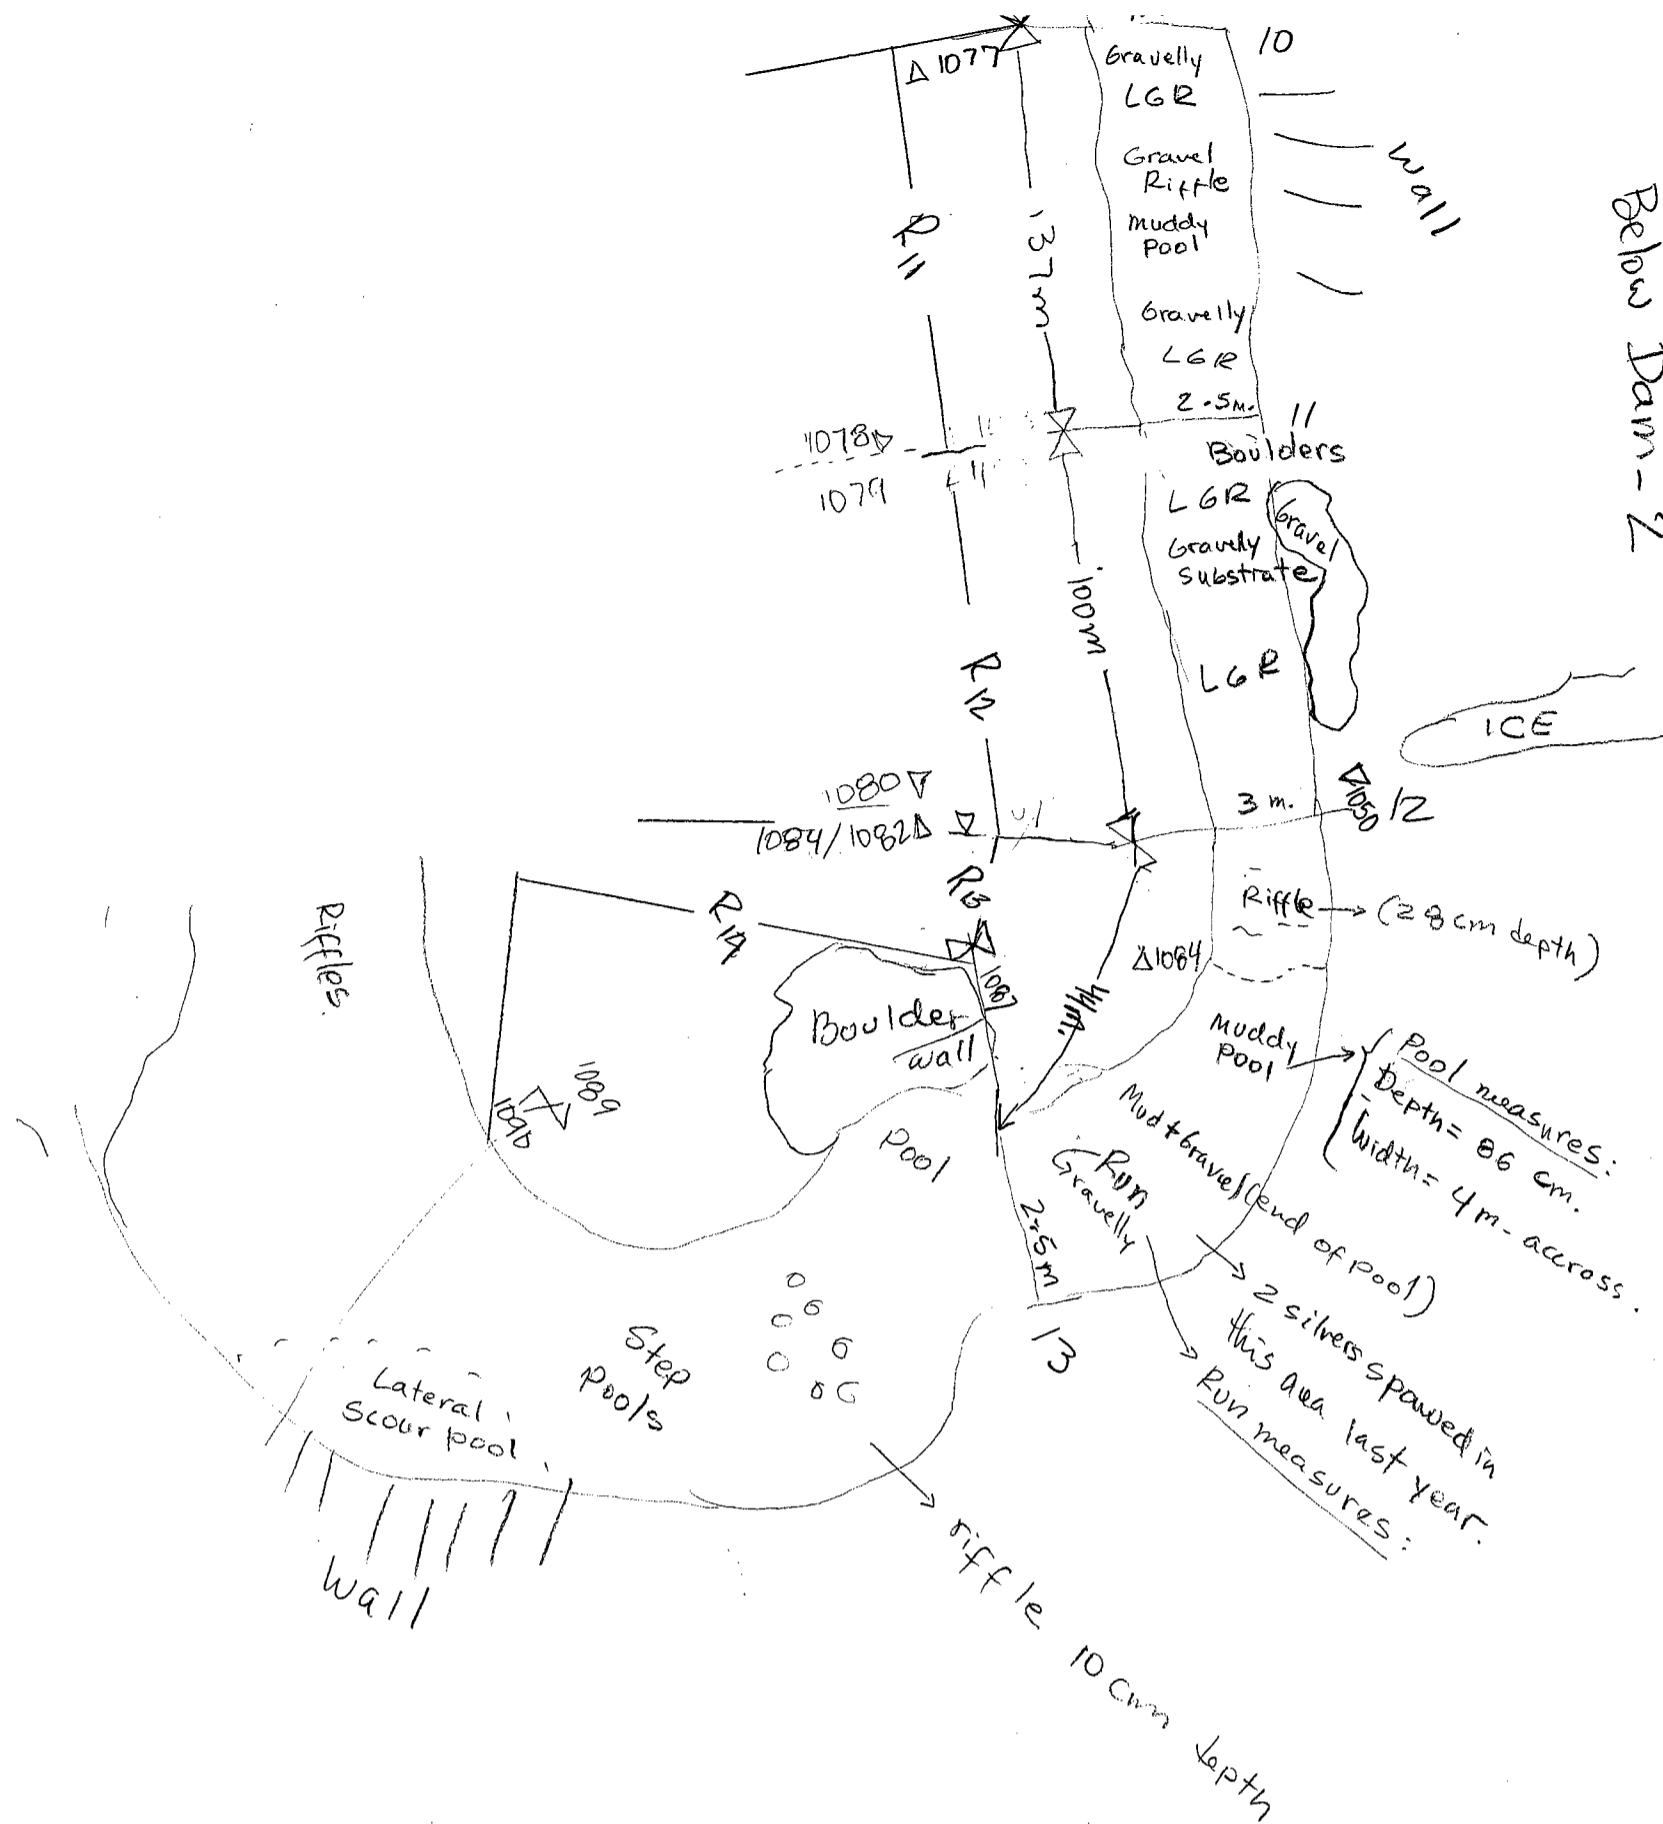 Below Dam - 2
10
△ 1077
Gravelly
LGR
Gravel
Riffle
Muddy
Pool
Gravelly
LGR
Wall
R11
137m
2.5m.
11
1078
1079
Boulders
LGR
Gravel
Gravelly
Substrate
LGR
100m
R12
ICE
1080
1084/1082
3 m.
1050
12
R13
Riffle → (28 cm depth)
△1084
R14
1087
Boulder
Wall
Riffles.
1089
1090
Pool
Muddy
Pool
Pool measures:
Depth = 86 cm.
Width = 4 m - accross.
Mud + Gravel (end of pool)
Run
Gravelly
2.5m
13
2 silvers spawed in
this area last year.
Run measures:
Step
Pools
Lateral
Scour pool
Wall
riffle 10 cm depth